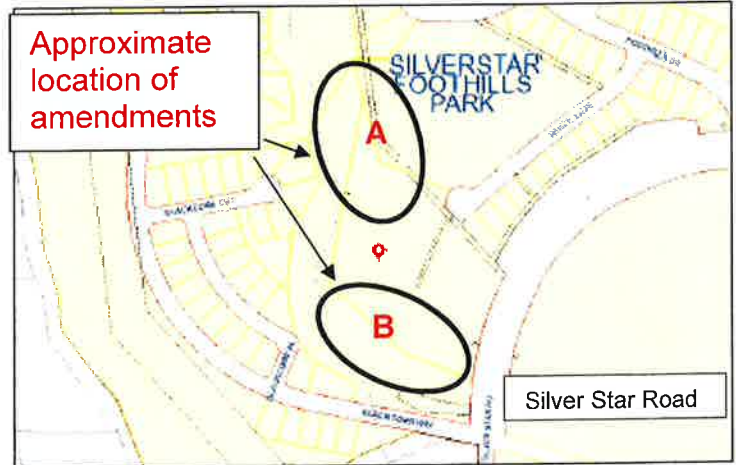 Approximate
location of
amendments
SILVERSTAR
FOOTHILLS
PARK
A
B
Silver Star Road